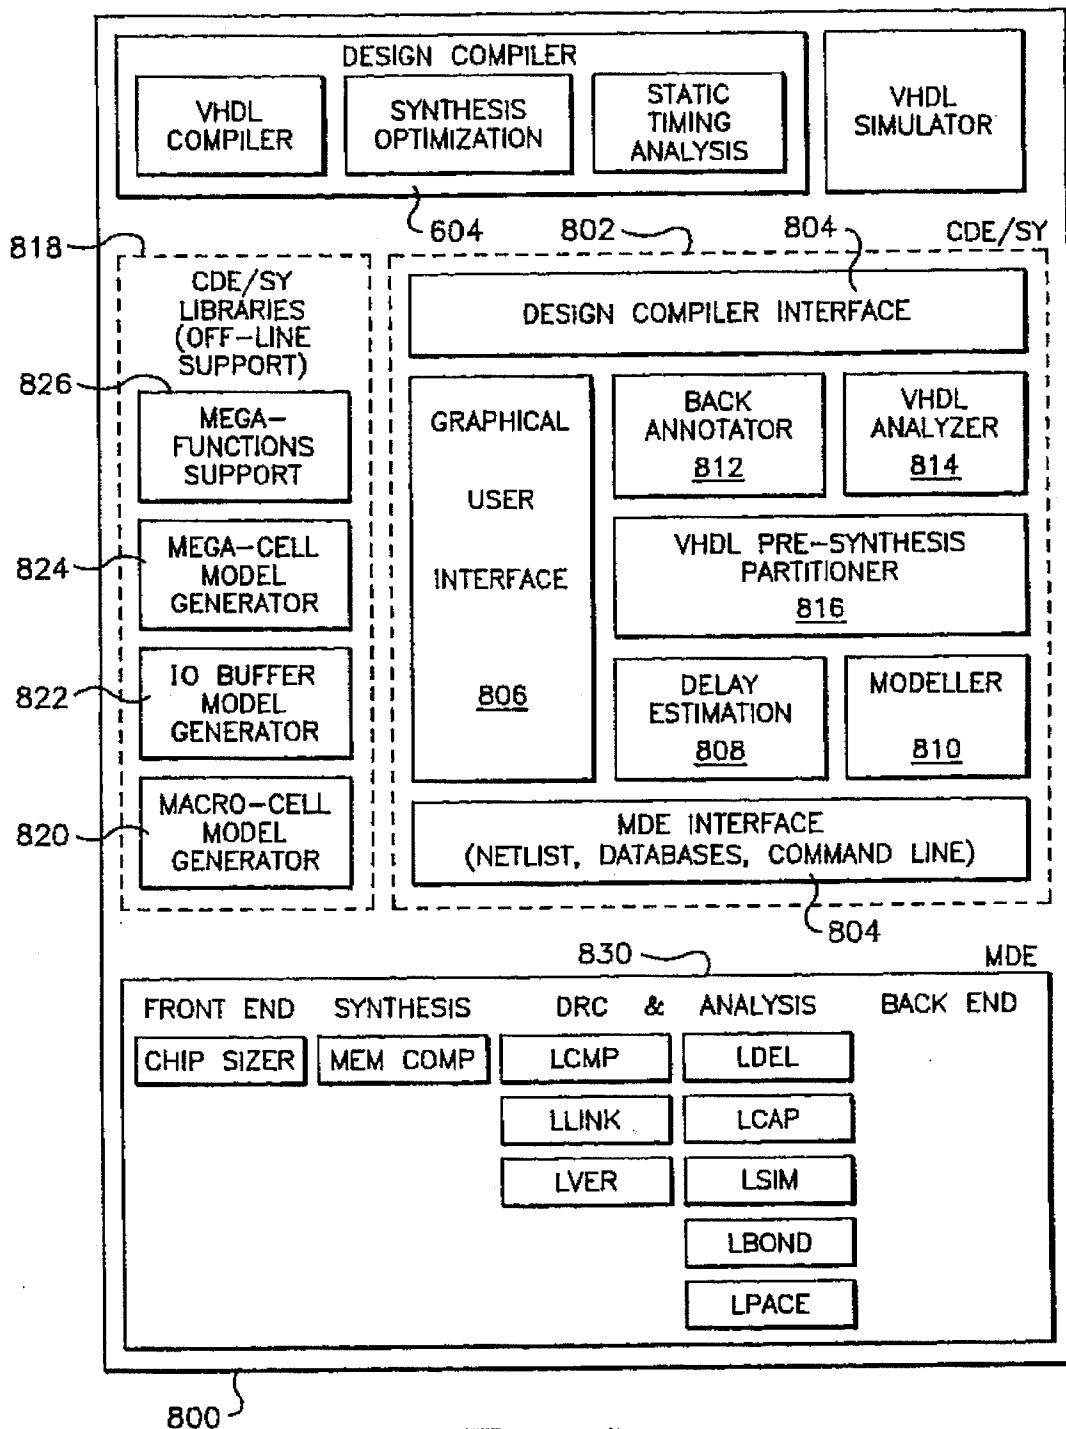 DESIGN COMPILER
VHDL
COMPILER
SYNTHESIS
OPTIMIZATION
STATIC
TIMING
ANALYSIS
VHDL
SIMULATOR
604
818
802
804
CDE/SY
CDE/SY
LIBRARIES
(OFF-LINE
SUPPORT)
826
MEGA-
FUNCTIONS
SUPPORT
824
MEGA-CELL
MODEL
GENERATOR
822
IO BUFFER
MODEL
GENERATOR
820
MACRO-CELL
MODEL
GENERATOR
DESIGN COMPILER INTERFACE
GRAPHICAL
USER
INTERFACE
806
BACK
ANNOTATOR
812
VHDL
ANALYZER
814
VHDL PRE-SYNTHESIS
PARTITIONER
816
DELAY
ESTIMATION
808
MODELLER
810
MDE INTERFACE
(NETLIST, DATABASES, COMMAND LINE)
804
830
MDE
FRONT END
SYNTHESIS
DRC & ANALYSIS
BACK END
CHIP SIZER
MEM COMP
LCMP
LDEL
LLINK
LCAP
LVER
LSIM
LBOND
LPACE
800